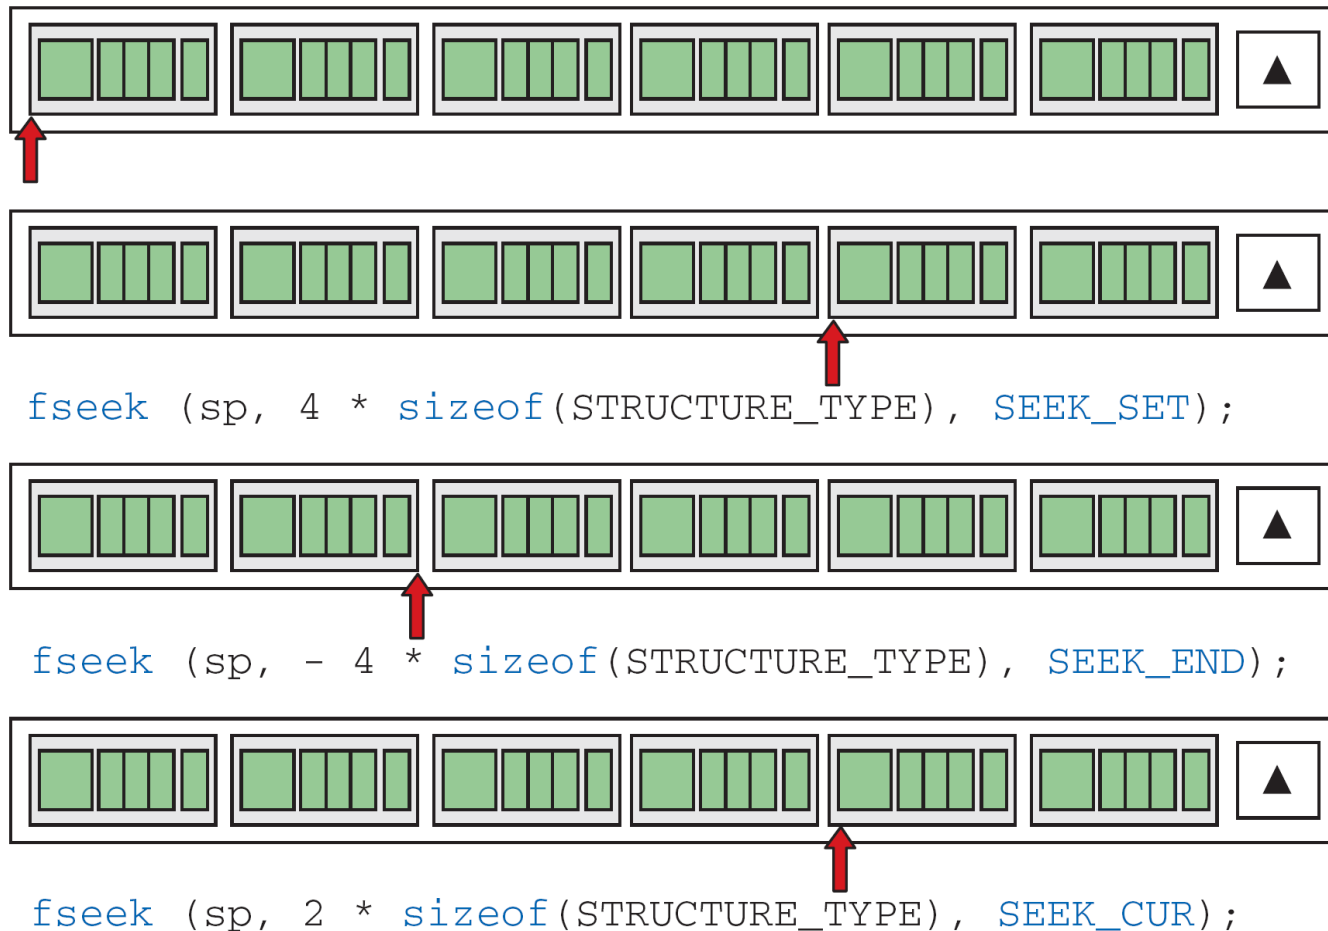 fseek (sp, 4 * sizeof(STRUCTURE_TYPE), SEEK_SET);
fseek (sp, - 4 * sizeof(STRUCTURE_TYPE), SEEK_END);
fseek (sp, 2 * sizeof(STRUCTURE_TYPE), SEEK_CUR);